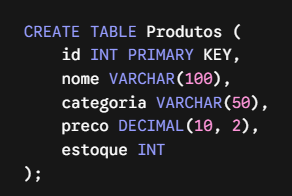 CREATE TABLE Produtos (
    id INT PRIMARY KEY,
    nome VARCHAR(100),
    categoria VARCHAR(50),
    preco DECIMAL(10, 2),
    estoque INT
);